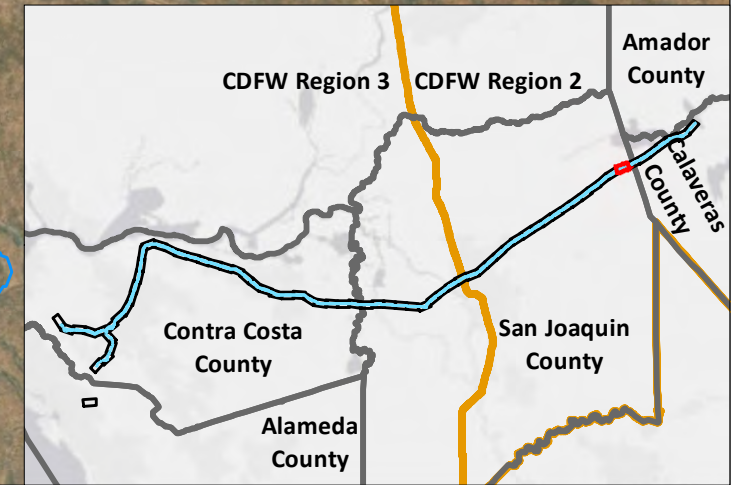 Amador
County
CDFW Region 3
CDFW Region 2
Calaveras
County
Contra Costa
County
San Joaquin
County
Alameda
County